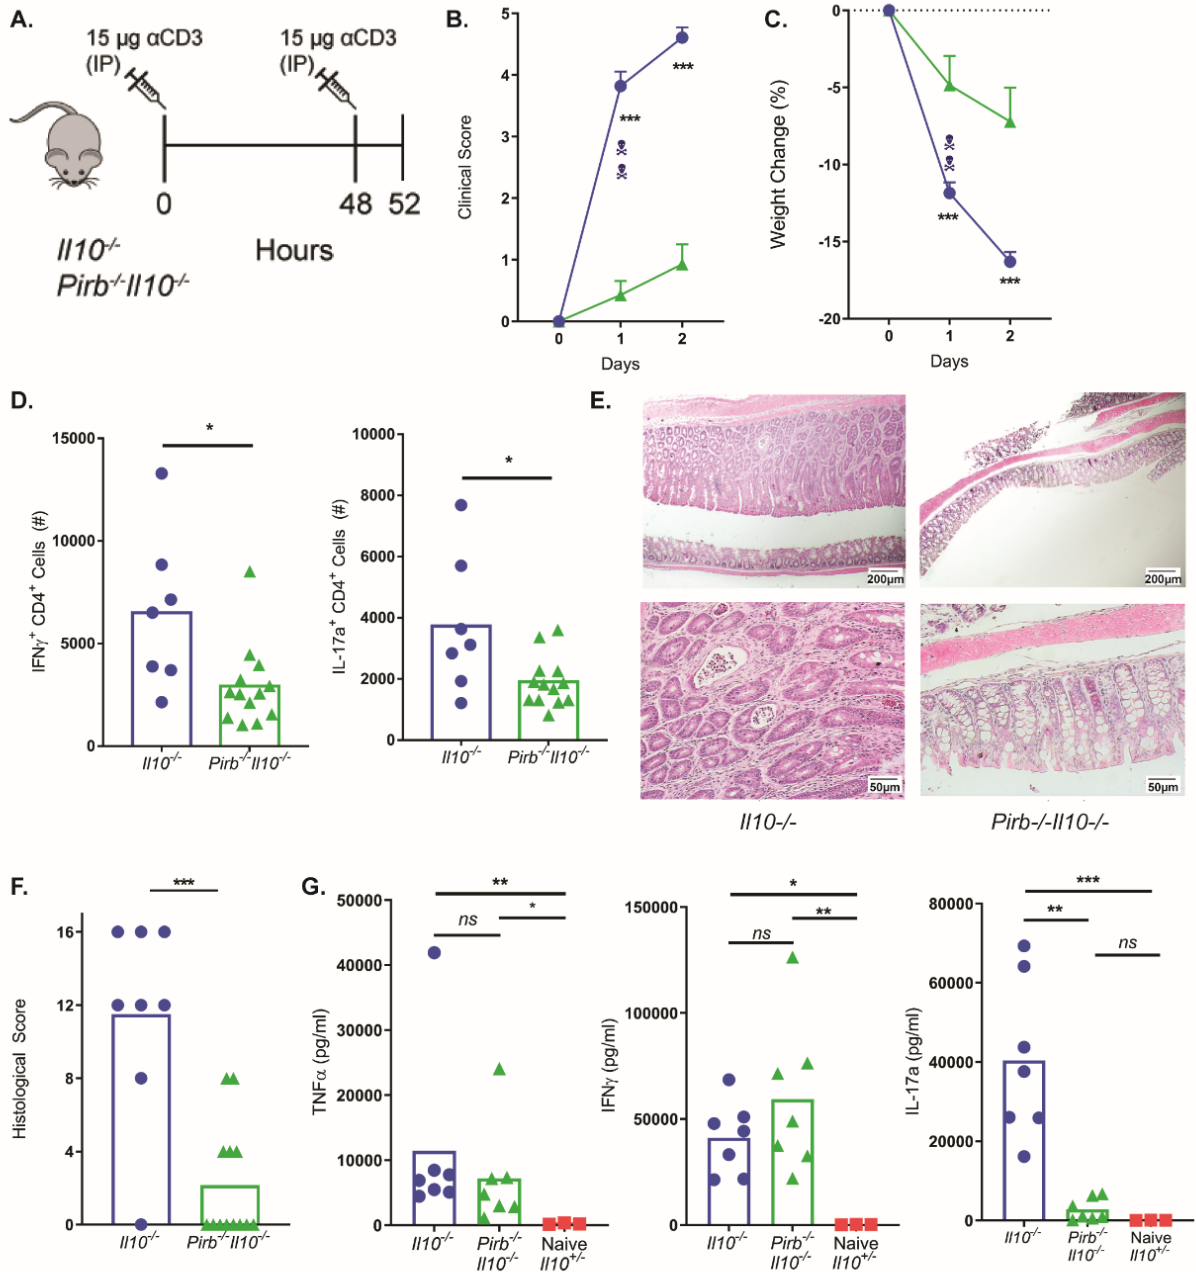 A.
15 µg αCD3
(IP)
15 µg αCD3
(IP)
0
48
52
Il10-/-
Pirb-/-Il10-/-
Hours
B.
Clinical Score
5
4
3
2
1
0
***
***
0
1
2
Days
C.
Weight Change (%)
0
-5
-10
-15
-20
***
***
0
1
2
Days
D.
IFNγ+ CD4+ Cells (#)
15000
10000
5000
0
*
Il10-/-
Pirb-/-Il10-/-
IL-17a+ CD4+ Cells (#)
10000
8000
6000
4000
2000
0
*
Il10-/-
Pirb-/-Il10-/-
E.
200µm
200µm
50µm
50µm
Il10-/-
Pirb-/-Il10-/-
F.
Histological Score
16
12
8
4
0
***
Il10-/-
Pirb-/-Il10-/-
G.
TNFα (pg/ml)
50000
40000
30000
20000
10000
0
**
*
ns
Il10-/-
Pirb-/-
Il10-/-
Naive
Il10+/-
IFNγ (pg/ml)
150000
100000
50000
0
*
**
ns
Il10-/-
Pirb-/-
Il10-/-
Naive
Il10+/-
IL-17a (pg/ml)
80000
60000
40000
20000
0
***
**
ns
Il10-/-
Pirb-/-
Il10-/-
Naive
Il10+/-